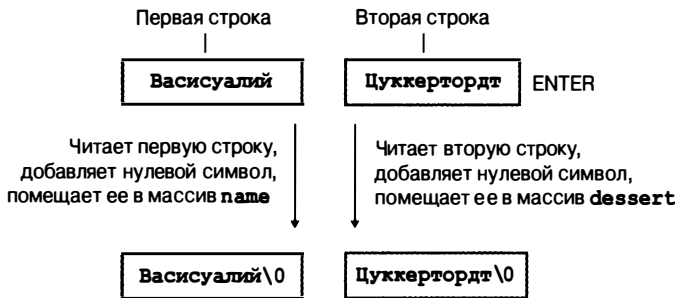 Первая строка
Вторая строка
Васисуалий
Цуккертордт
ENTER
Читает первую строку,
добавляет нулевой символ,
помещает ее в массив name
Читает вторую строку,
добавляет нулевой символ,
помещает ее в массив dessert
Васисуалий\0
Цуккертордт\0